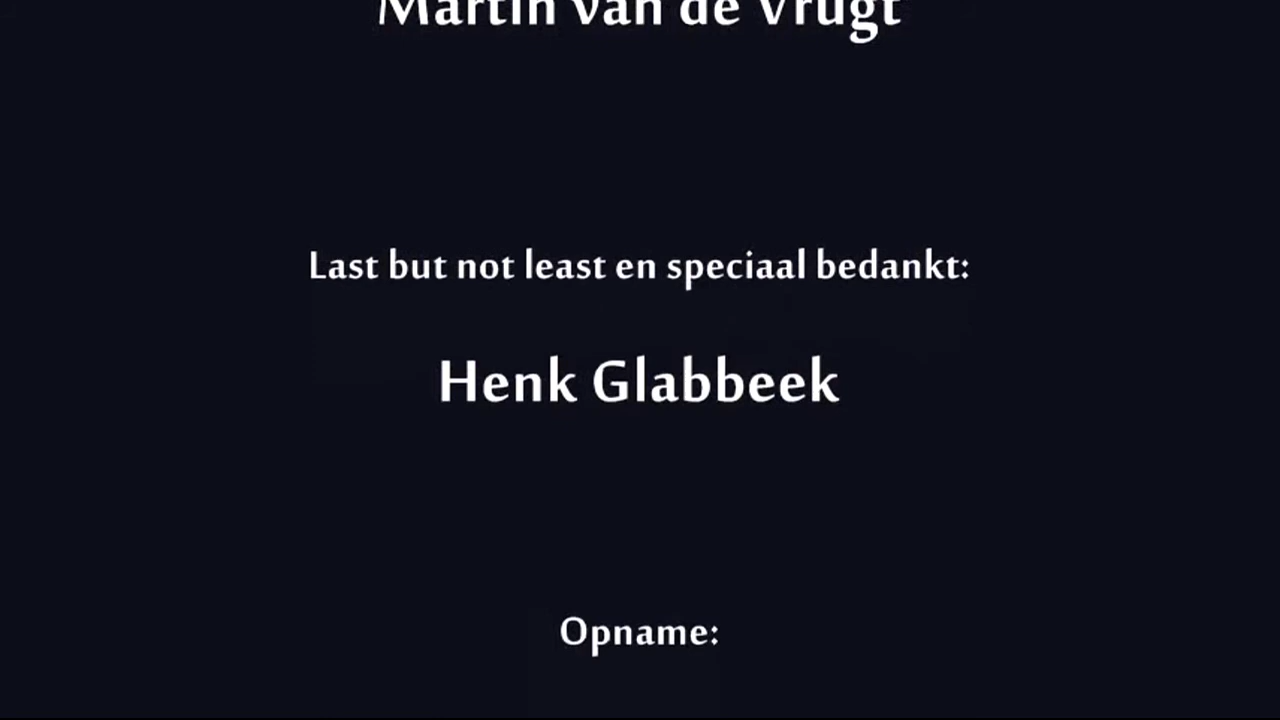 Martin van de Vrugt
Last but not least en speciaal bedankt:
Henk Glabbeek
Opname: